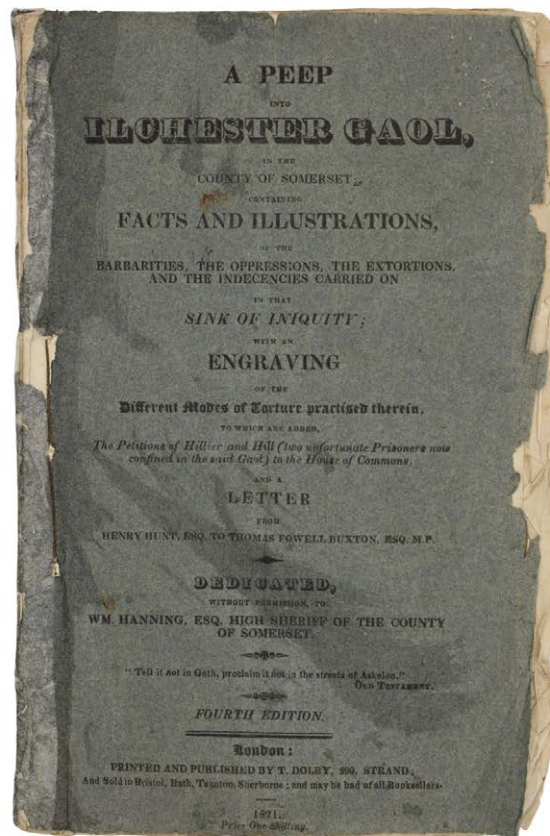 A PEEP
INTO
ILCHESTER GAOL,
IN THE
COUNTY OF SOMERSET;
CONTAINING
FACTS AND ILLUSTRATIONS,
OF THE
BARBARITIES, THE OPPRESSIONS, THE EXTORTIONS,
AND THE INDECENCIES CARRIED ON
IN THAT
SINK OF INIQUITY;
WITH AN
ENGRAVING
OF THE
Different Modes of Torture practised therein.
TO WHICH ARE ADDED,
The Petitions of Hillier and Hill (two unfortunate Prisoners now
confined in the said Gaol) to the House of Commons,
AND A
LETTER
FROM
HENRY HUNT, ESQ. TO THOMAS FOWELL BUXTON, ESQ. M.P.
DEDICATED,
WITHOUT PERMISSION, TO
WM. HANNING, ESQ. HIGH SHERIFF OF THE COUNTY
OF SOMERSET.
"Tell it not in Gath, proclaim it not in the streets of Askelon."
OLD TESTAMENT.
FOURTH EDITION.
London:
PRINTED AND PUBLISHED BY T. DOLBY, 299, STRAND;
And Sold in Bristol, Bath, Taunton, Sherborne; and may be had of all Booksellers.
1821.
Price One Shilling.